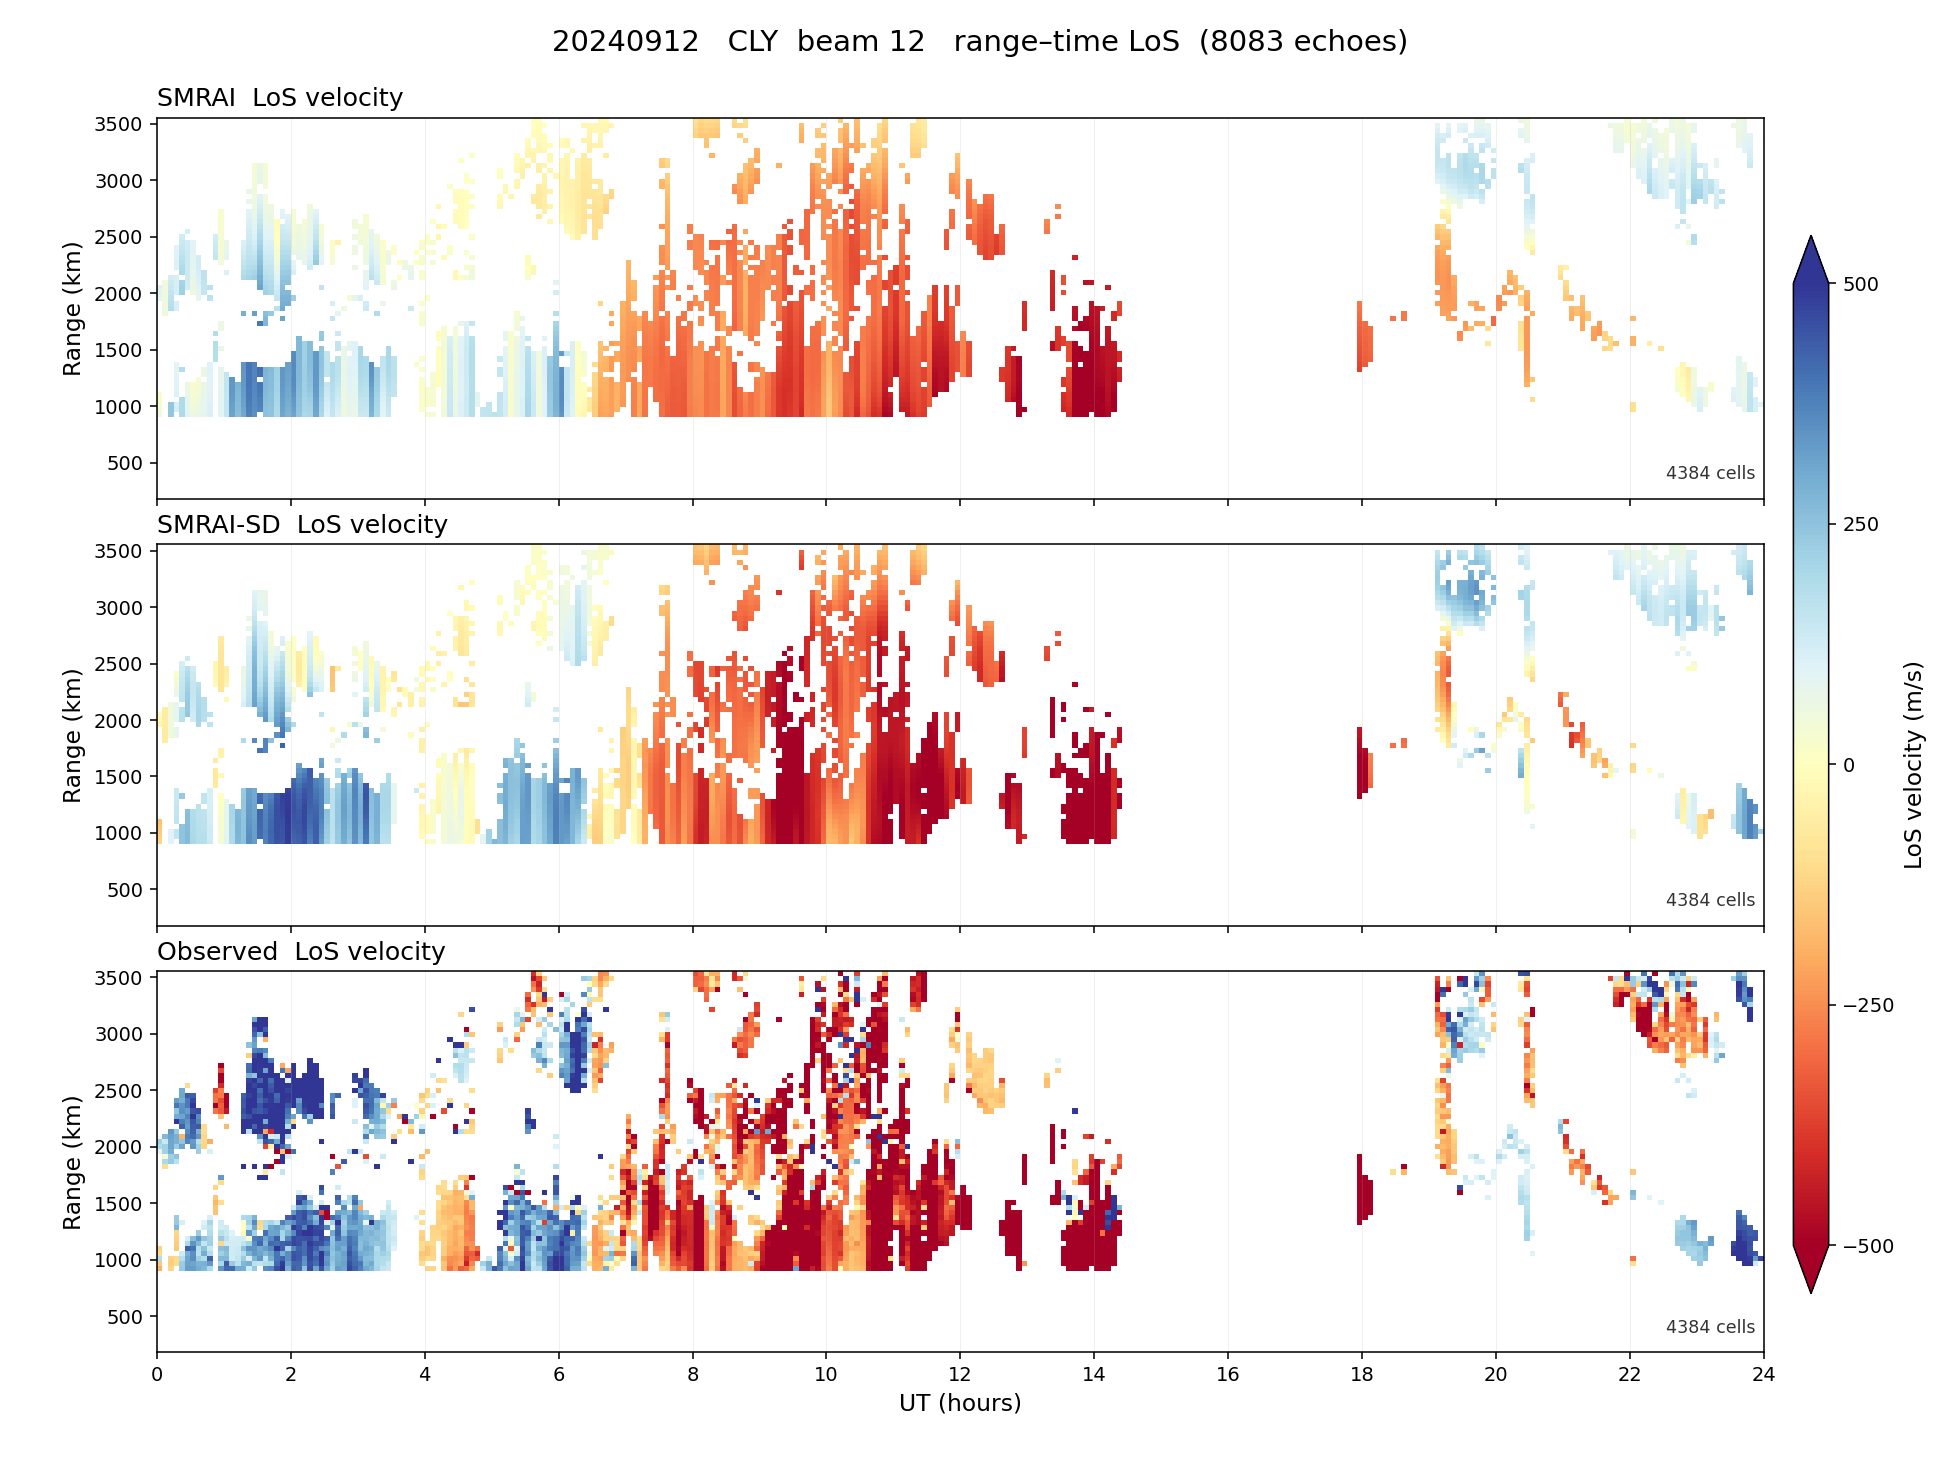 20240912   CLY  beam 12   range–time LoS  (8083 echoes)
SMRAI  LoS velocity
3500
3000
2500
2000
1500
1000
500
Range (km)
4384 cells
SMRAI-SD  LoS velocity
3500
3000
2500
2000
1500
1000
500
Range (km)
4384 cells
Observed  LoS velocity
3500
3000
2500
2000
1500
1000
500
Range (km)
4384 cells
0 2 4 6 8 10 12 14 16 18 20 22 24
UT (hours)
500
250
0
−250
−500
LoS velocity (m/s)